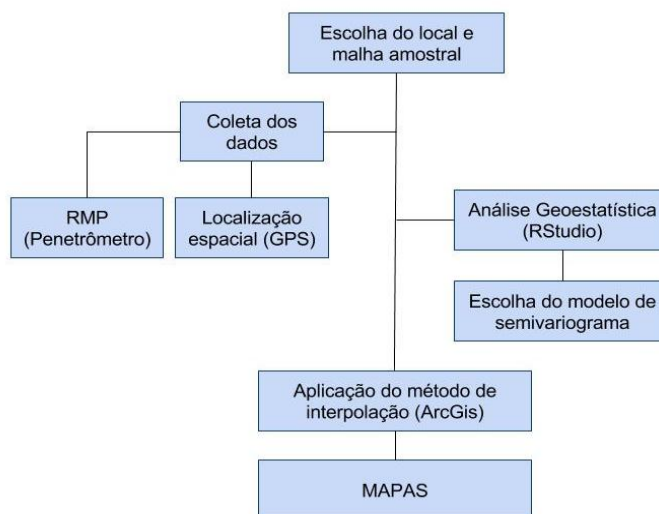 Escolha do local e
malha amostral
Coleta dos
dados
RMP
(Penetrômetro)
Localização
espacial (GPS)
Análise Geoestatística
(RStudio)
Escolha do modelo de
semivariograma
Aplicação do método de
interpolação (ArcGis)
MAPAS